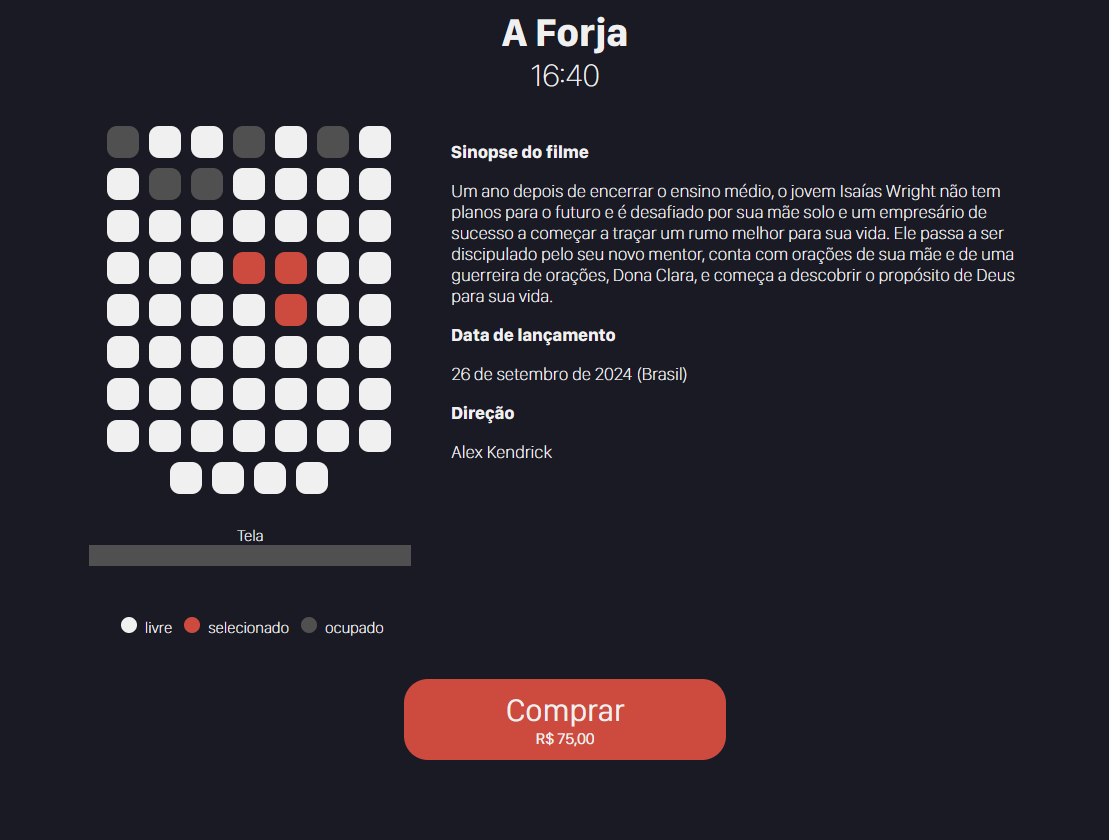 A Forja
16:40
Sinopse do filme
Um ano depois de encerrar o ensino médio, o jovem Isaías Wright não tem
planos para o futuro e é desafiado por sua mãe solo e um empresário de
sucesso a começar a traçar um rumo melhor para sua vida. Ele passa a ser
discipulado pelo seu novo mentor, conta com orações de sua mãe e de uma
guerreira de orações, Dona Clara, e começa a descobrir o propósito de Deus
para sua vida.
Data de lançamento
26 de setembro de 2024 (Brasil)
Direção
Alex Kendrick
Tela
livre selecionado ocupado
Comprar
R$ 75,00